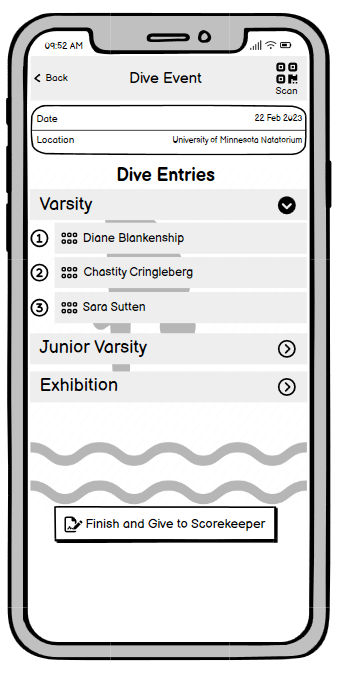 09:52 AM
Back
Dive Event
Scan
Date 22 Feb 2023
Location University of Minnesota Natatorium
Dive Entries
Varsity
1 Diane Blankenship
2 Chastity Cringleberg
3 Sara Sutten
Junior Varsity
Exhibition
Finish and Give to Scorekeeper